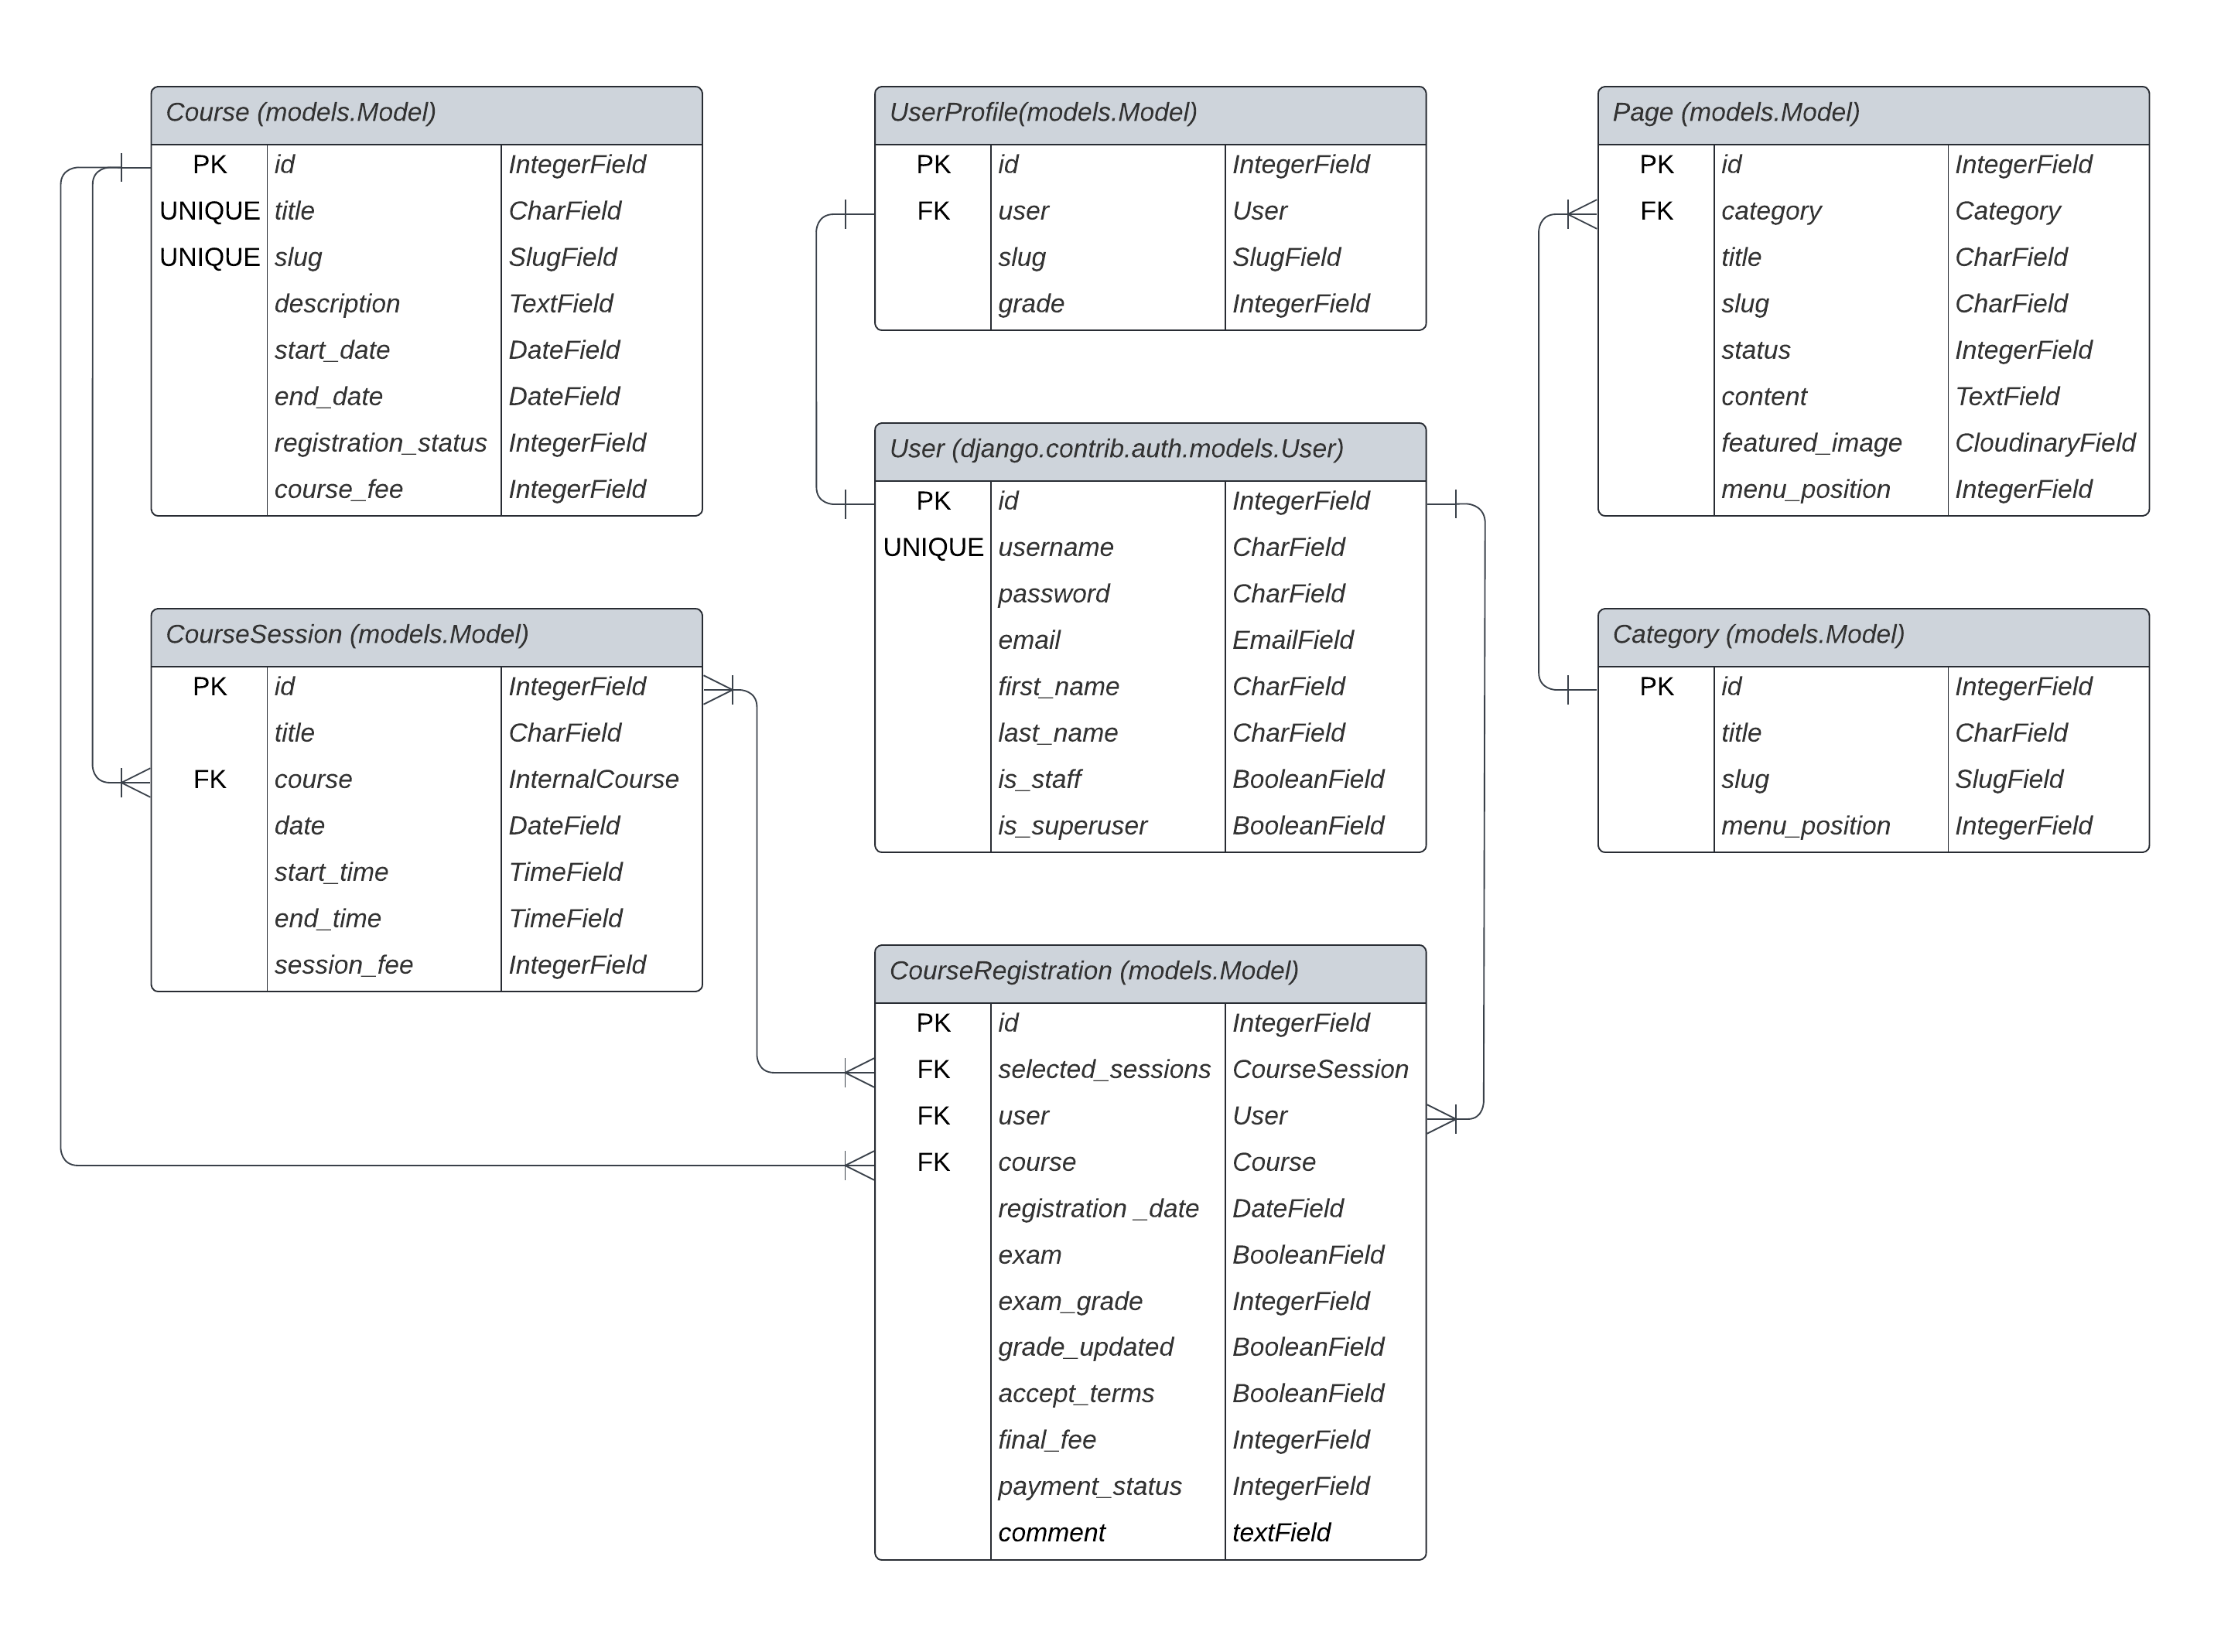 Course (models.Model)
PK id IntegerField
UNIQUE title CharField
UNIQUE slug SlugField
description TextField
start_date DateField
end_date DateField
registration_status IntegerField
course_fee IntegerField
CourseSession (models.Model)
PK id IntegerField
title CharField
FK course InternalCourse
date DateField
start_time TimeField
end_time TimeField
session_fee IntegerField
UserProfile(models.Model)
PK id IntegerField
FK user User
slug SlugField
grade IntegerField
User (django.contrib.auth.models.User)
PK id IntegerField
UNIQUE username CharField
password CharField
email EmailField
first_name CharField
last_name CharField
is_staff BooleanField
is_superuser BooleanField
CourseRegistration (models.Model)
PK id IntegerField
FK selected_sessions CourseSession
FK user User
FK course Course
registration _date DateField
exam BooleanField
exam_grade IntegerField
grade_updated BooleanField
accept_terms BooleanField
final_fee IntegerField
payment_status IntegerField
comment textField
Page (models.Model)
PK id IntegerField
FK category Category
title CharField
slug CharField
status IntegerField
content TextField
featured_image CloudinaryField
menu_position IntegerField
Category (models.Model)
PK id IntegerField
title CharField
slug SlugField
menu_position IntegerField